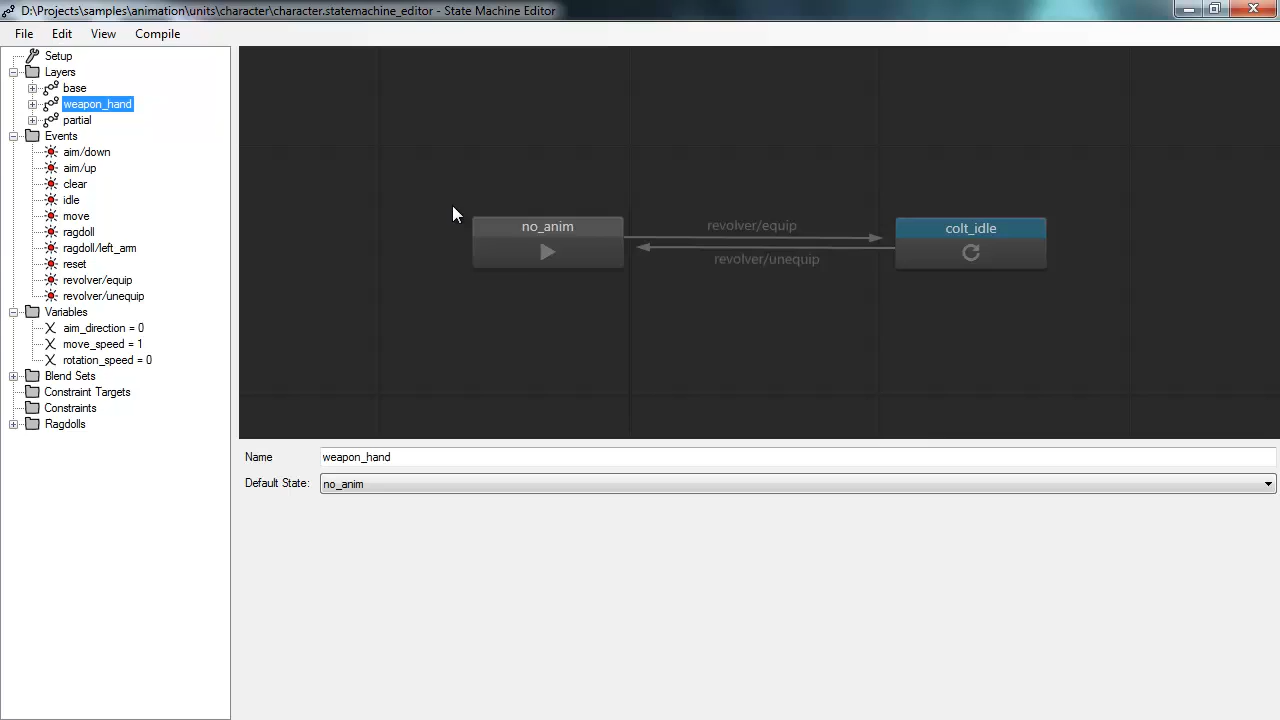 D:\Projects\samples\animation\units\character\character.statemachine_editor - State Machine Editor
File Edit View Compile
Setup
Layers
base
weapon_hand
partial
Events
aim/down
aim/up
clear
idle
move
ragdoll
ragdoll/left_arm
reset
revolver/equip
revolver/unequip
Variables
aim_direction = 0
move_speed = 1
rotation_speed = 0
Blend Sets
Constraint Targets
Constraints
Ragdolls
no_anim
revolver/equip
revolver/unequip
colt_idle
Name weapon_hand
Default State: no_anim